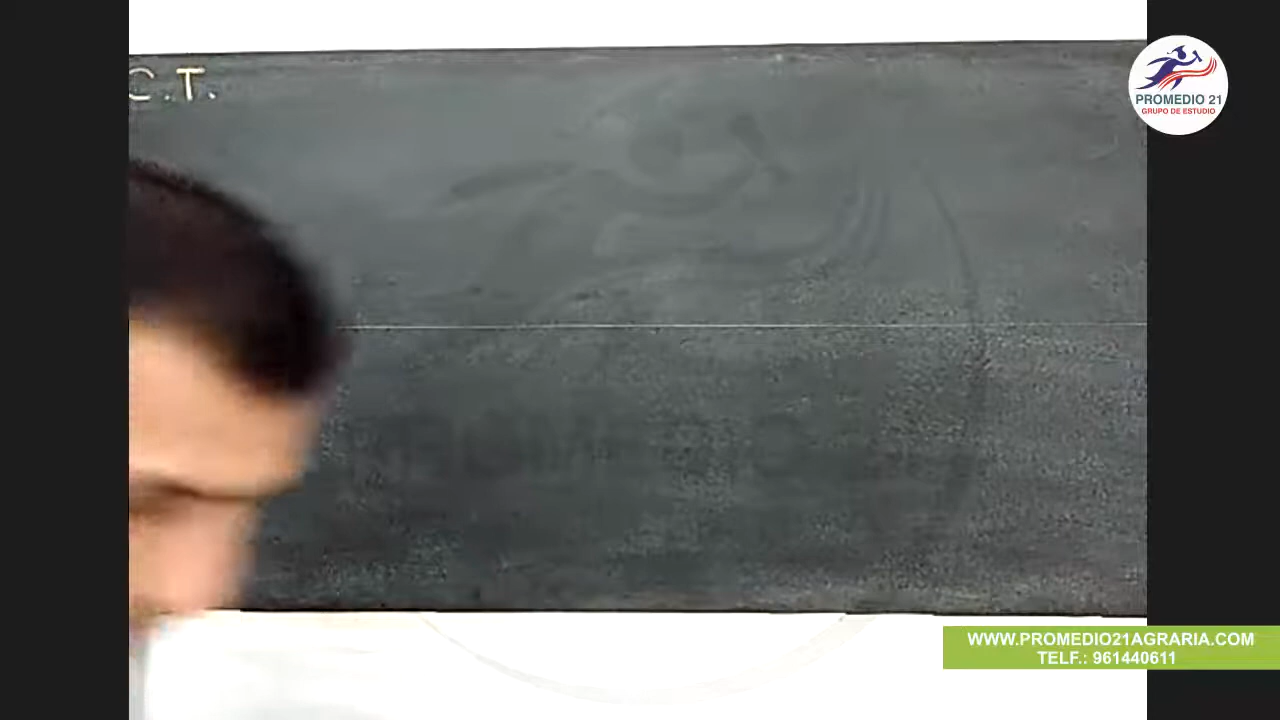 C.T.
PROMEDIO 21
GRUPO DE ESTUDIO
WWW.PROMEDIO21AGRARIA.COM
TELF.: 961440611